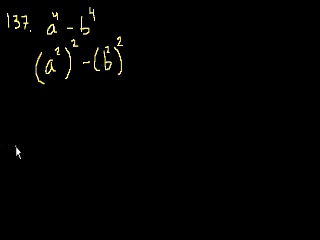 137. a⁴ - b⁴
(a²)² - (b²)²